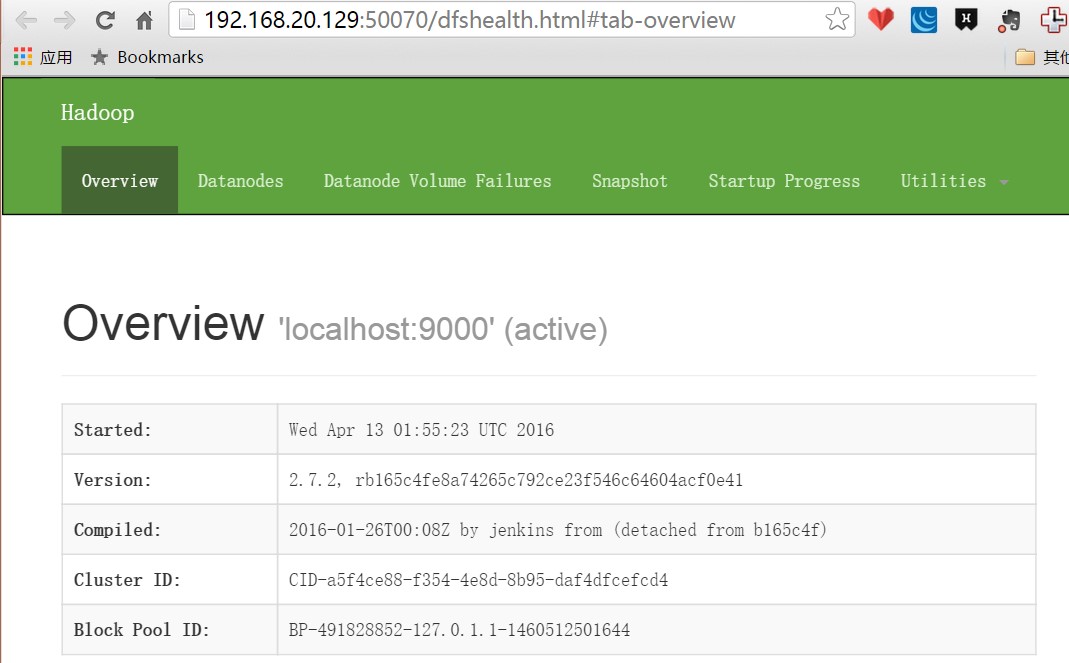 192.168.20.129:50070/dfshealth.html#tab-overview
应用 Bookmarks 其他
Hadoop
Overview Datanodes Datanode Volume Failures Snapshot Startup Progress Utilities
Overview 'localhost:9000' (active)
Started: Wed Apr 13 01:55:23 UTC 2016
Version: 2.7.2, rb165c4fe8a74265c792ce23f546c64604acf0e41
Compiled: 2016-01-26T00:08Z by jenkins from (detached from b165c4f)
Cluster ID: CID-a5f4ce88-f354-4e8d-8b95-daf4dfcefcd4
Block Pool ID: BP-491828852-127.0.1.1-1460512501644